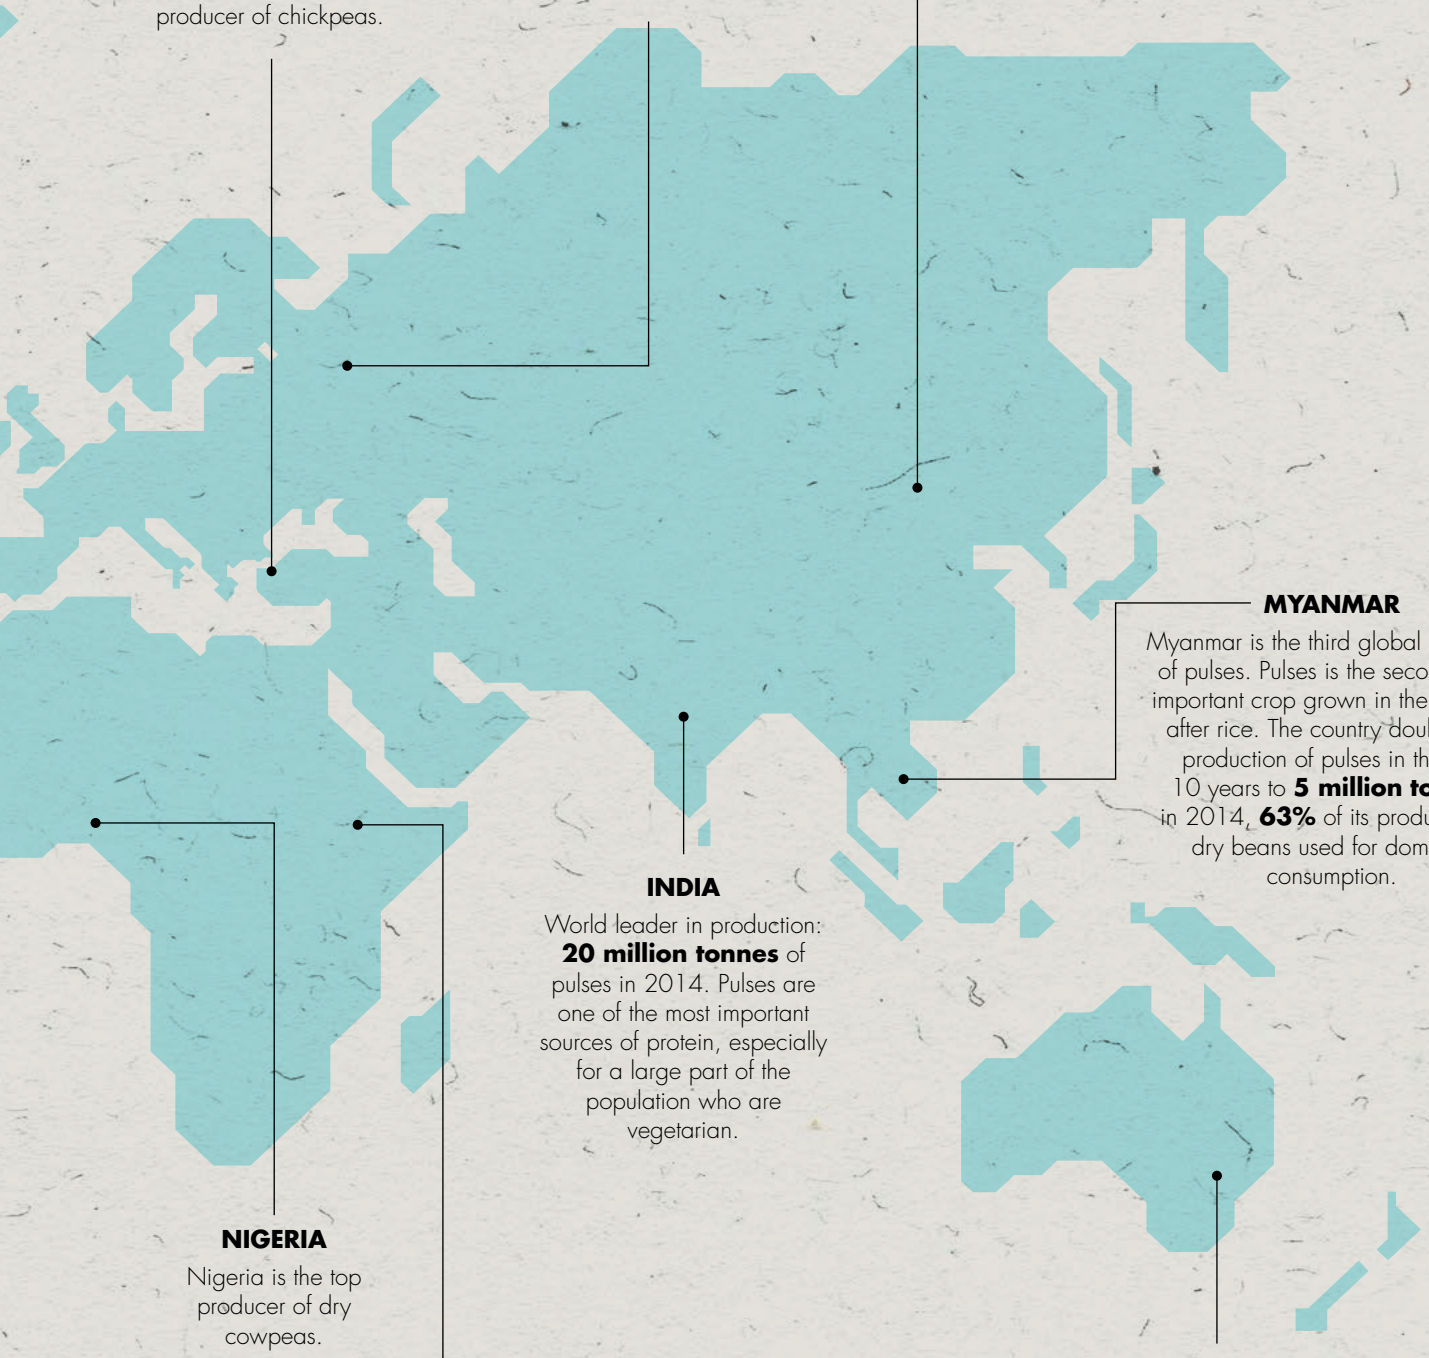 producer of chickpeas.
MYANMAR
Myanmar is the third global
of pulses. Pulses is the seco
important crop grown in the
after rice. The country doul
production of pulses in th
10 years to 5 million to
in 2014, 63% of its produ
dry beans used for dom
consumption.
INDIA
World leader in production:
20 million tonnes of
pulses in 2014. Pulses are
one of the most important
sources of protein, especially
for a large part of the
population who are
vegetarian.
NIGERIA
Nigeria is the top
producer of dry
cowpeas.